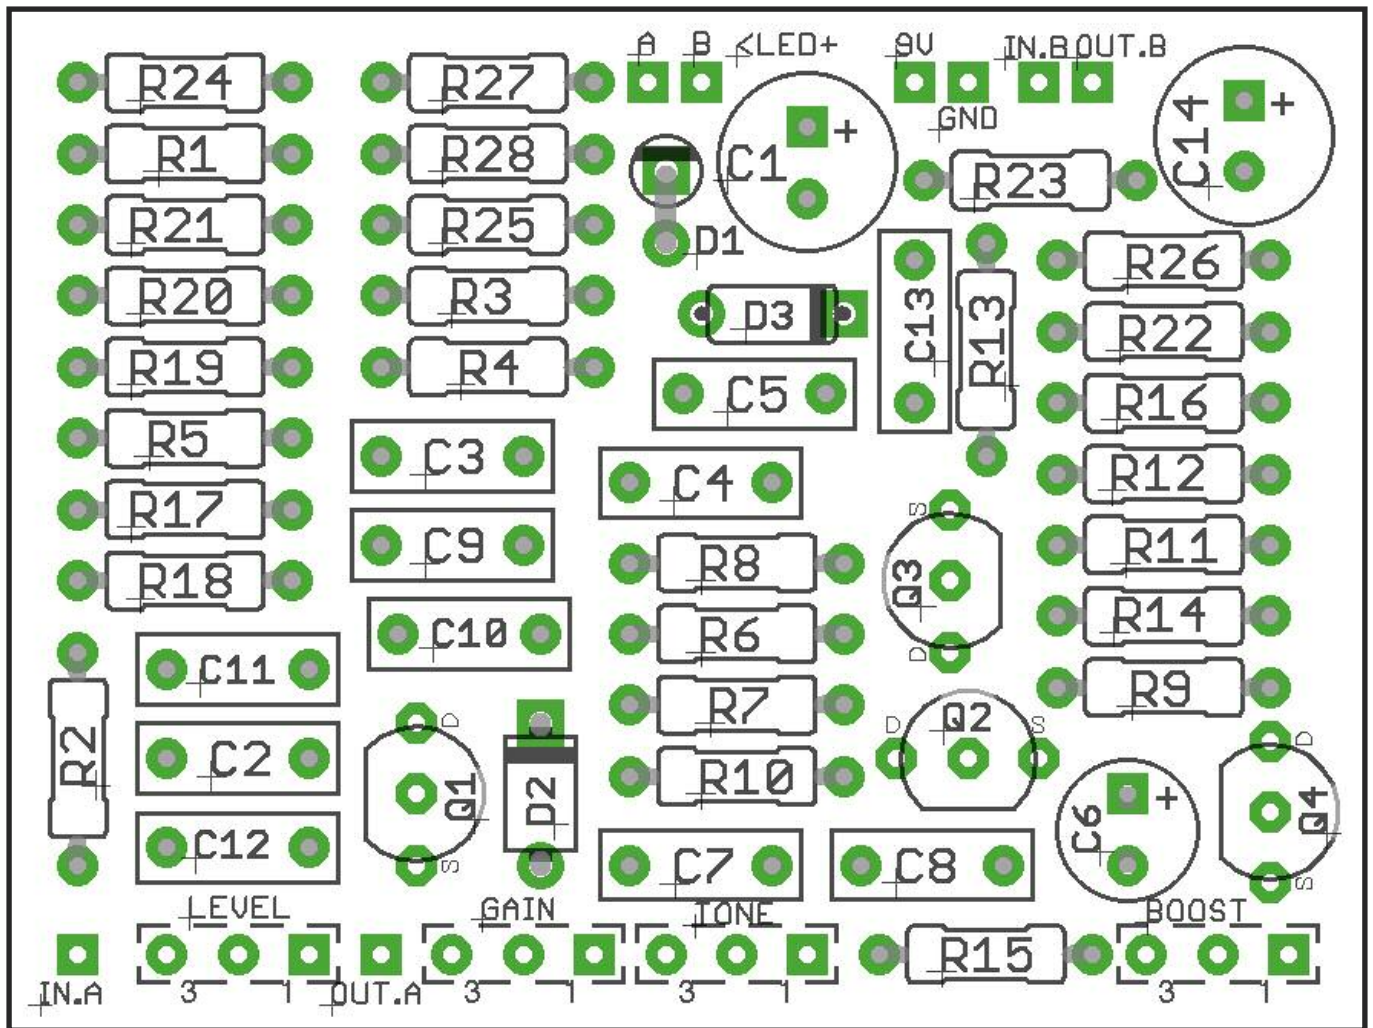 A B <LED+ 9V IN.B OUT.B
R24 R27 + C14
GND
R1 R28 C1 + R23
R21 R25 D1 R26
R20 R3 D3 C13 R13 R22
R19 R4 C5 R16
R5 C3 C4 R12
R17 C9 S R11
R18 R8 Q3 R14
C11 C10 R6 D R9
R2 C2 D R7 D Q2 S D
C12 Q1 D2 R10 C6 + Q4
S C7 C8 S
LEVEL GAIN TONE BOOST
R15
IN.A 3 1 OUT.A 3 1 3 1 3 1